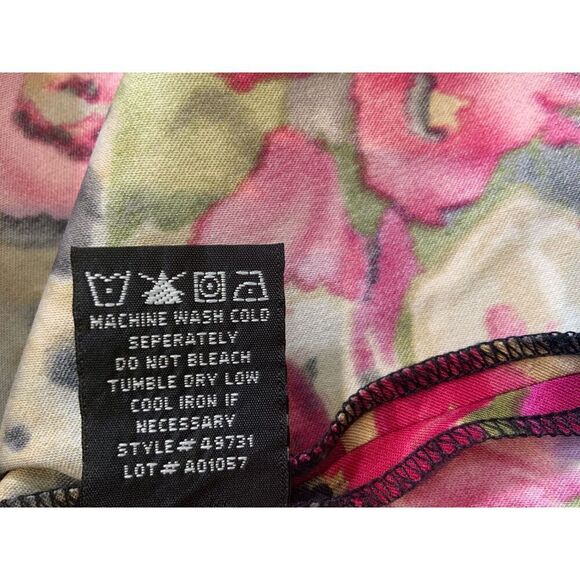 MACHINE WASH COLD
SEPERATELY
DO NOT BLEACH
TUMBLE DRY LOW
COOL IRON IF
NECESSARY
STYLE# 49731
LOT# A01057